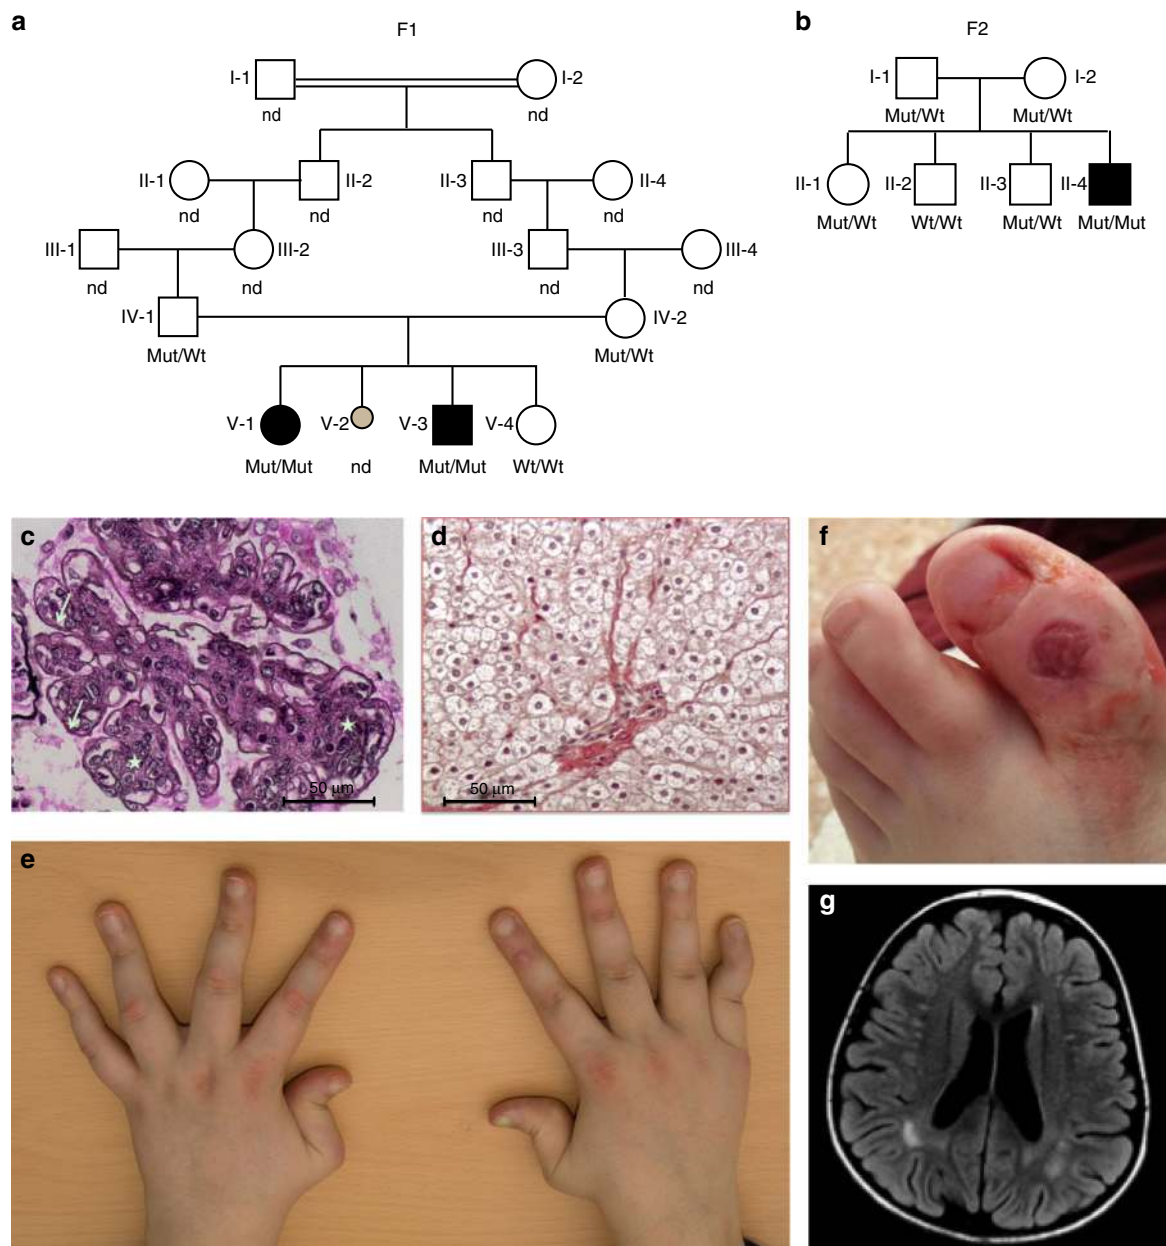 a
F1
I-1
I-2
nd
nd
II-1
II-2
II-3
II-4
nd
nd
nd
nd
III-1
III-2
III-3
III-4
nd
nd
nd
nd
IV-1
IV-2
Mut/Wt
Mut/Wt
V-1
V-2
V-3
V-4
Mut/Mut
nd
Mut/Mut
Wt/Wt
b
F2
I-1
I-2
Mut/Wt
Mut/Wt
II-1
II-2
II-3
II-4
Mut/Wt
Wt/Wt
Mut/Wt
Mut/Mut
c
50 μm
d
50 μm
f
e
g